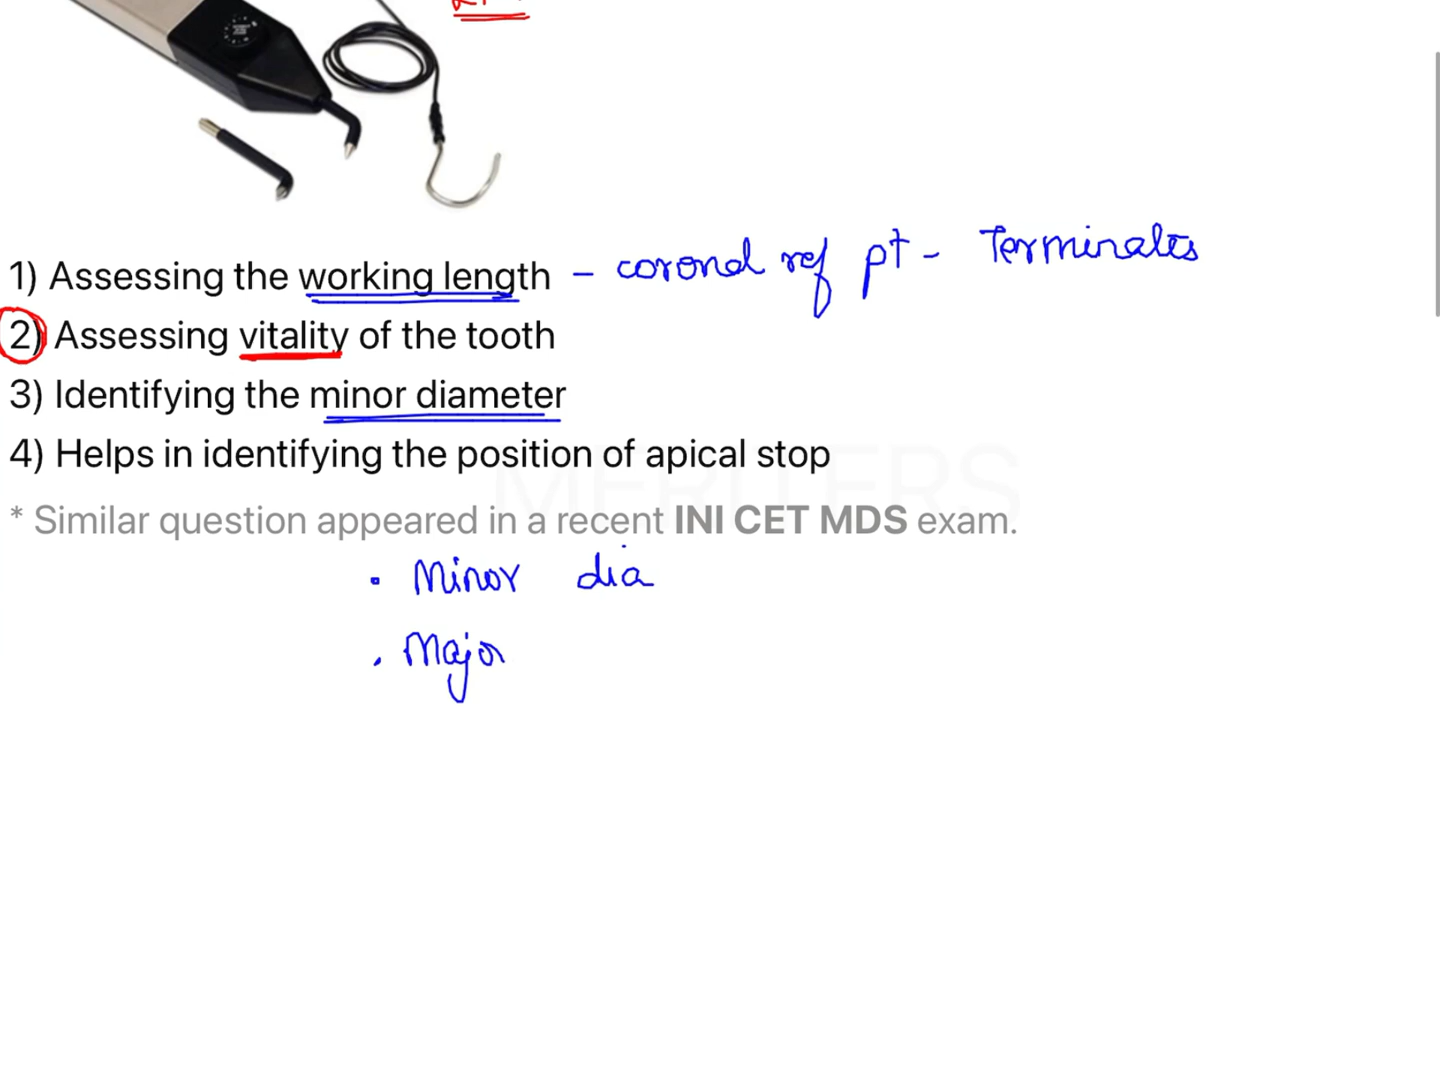 1) Assessing the working length - coronal ref pt - Terminates
2) Assessing vitality of the tooth
3) Identifying the minor diameter
4) Helps in identifying the position of apical stop
MERITERS
* Similar question appeared in a recent INI CET MDS exam.
• Minor dia
• Major